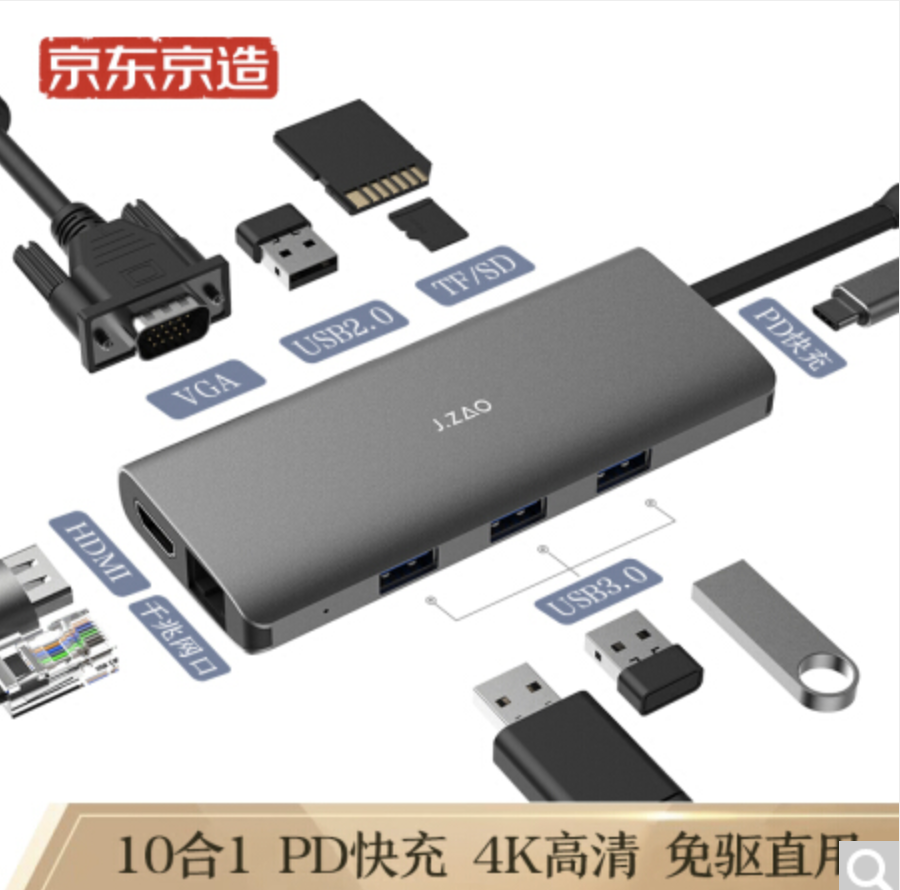 京东京造
TF/SD
USB2.0
VGA
PD快充
J.ZAO
HDMI
千兆网口
USB3.0
10合1 PD快充 4K高清 免驱直用